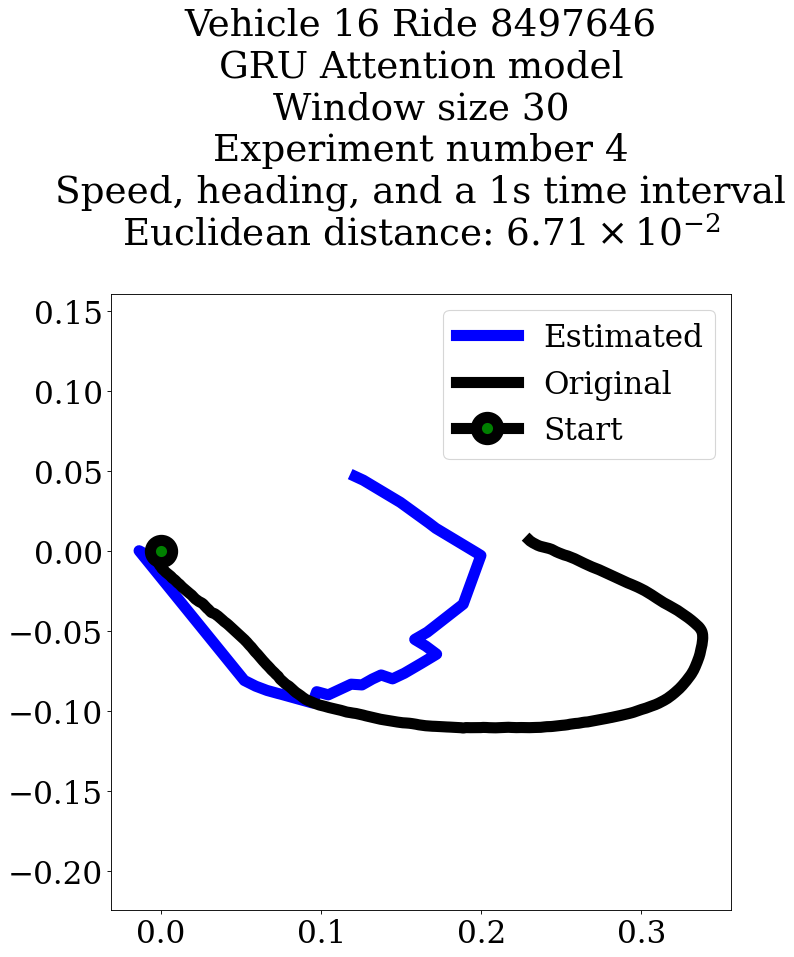 Vehicle 16 Ride 8497646
GRU Attention model
Window size 30
Experiment number 4
Speed, heading, and a 1s time interval
Euclidean distance: 6.71 × 10⁻²
Estimated
Original
Start
0.15
0.10
0.05
0.00
−0.05
−0.10
−0.15
−0.20
0.0 0.1 0.2 0.3